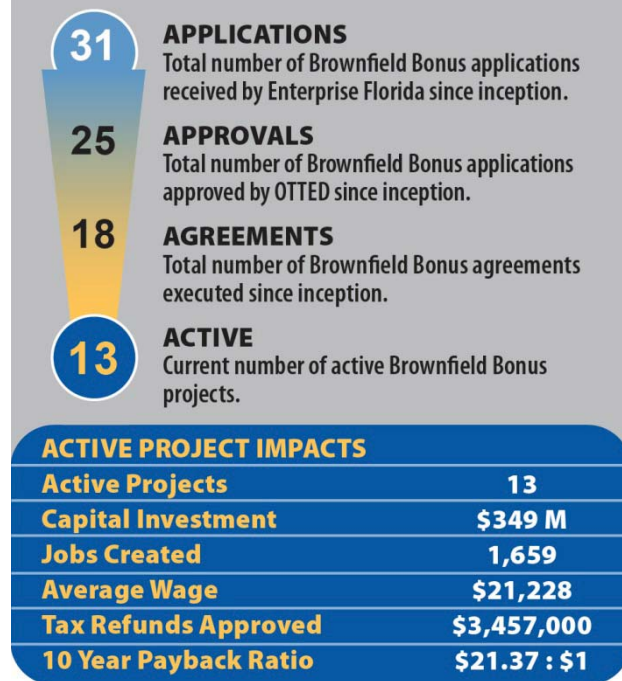 31
APPLICATIONS
Total number of Brownfield Bonus applications
received by Enterprise Florida since inception.
25
APPROVALS
Total number of Brownfield Bonus applications
approved by OTTED since inception.
18
AGREEMENTS
Total number of Brownfield Bonus agreements
executed since inception.
13
ACTIVE
Current number of active Brownfield Bonus
projects.
ACTIVE PROJECT IMPACTS
Active Projects 13
Capital Investment $349 M
Jobs Created 1,659
Average Wage $21,228
Tax Refunds Approved $3,457,000
10 Year Payback Ratio $21.37 : $1